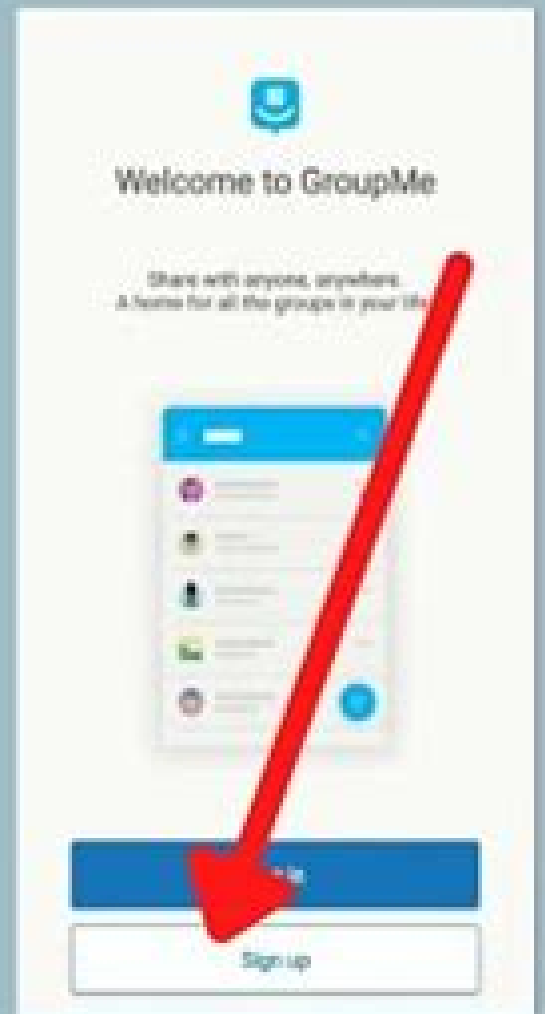 Welcome to GroupMe
Share with anyone, anywhere.
A home for all the groups in your life
Sign up